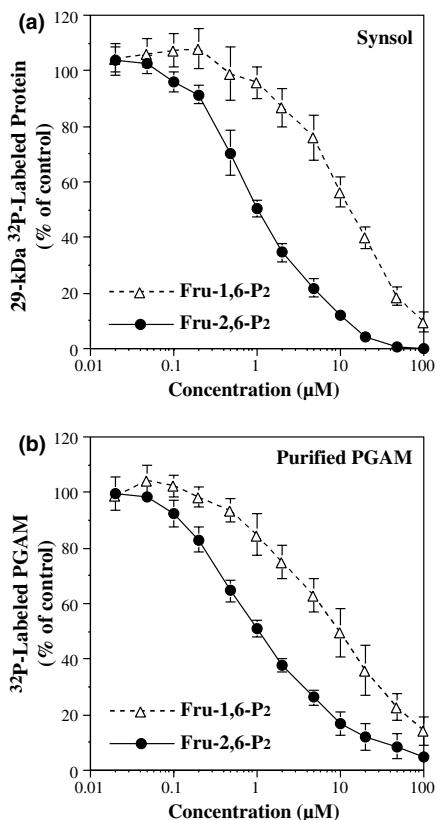 (a)
Synsol
29-kDa ³²P-Labeled Protein
(% of control)
120
100
80
60
40
20
0
Fru-1,6-P₂
Fru-2,6-P₂
0.01 0.1 1 10 100
Concentration (µM)
(b)
Purified PGAM
³²P-Labeled PGAM
(% of control)
120
100
80
60
40
20
0
Fru-1,6-P₂
Fru-2,6-P₂
0.01 0.1 1 10 100
Concentration (µM)